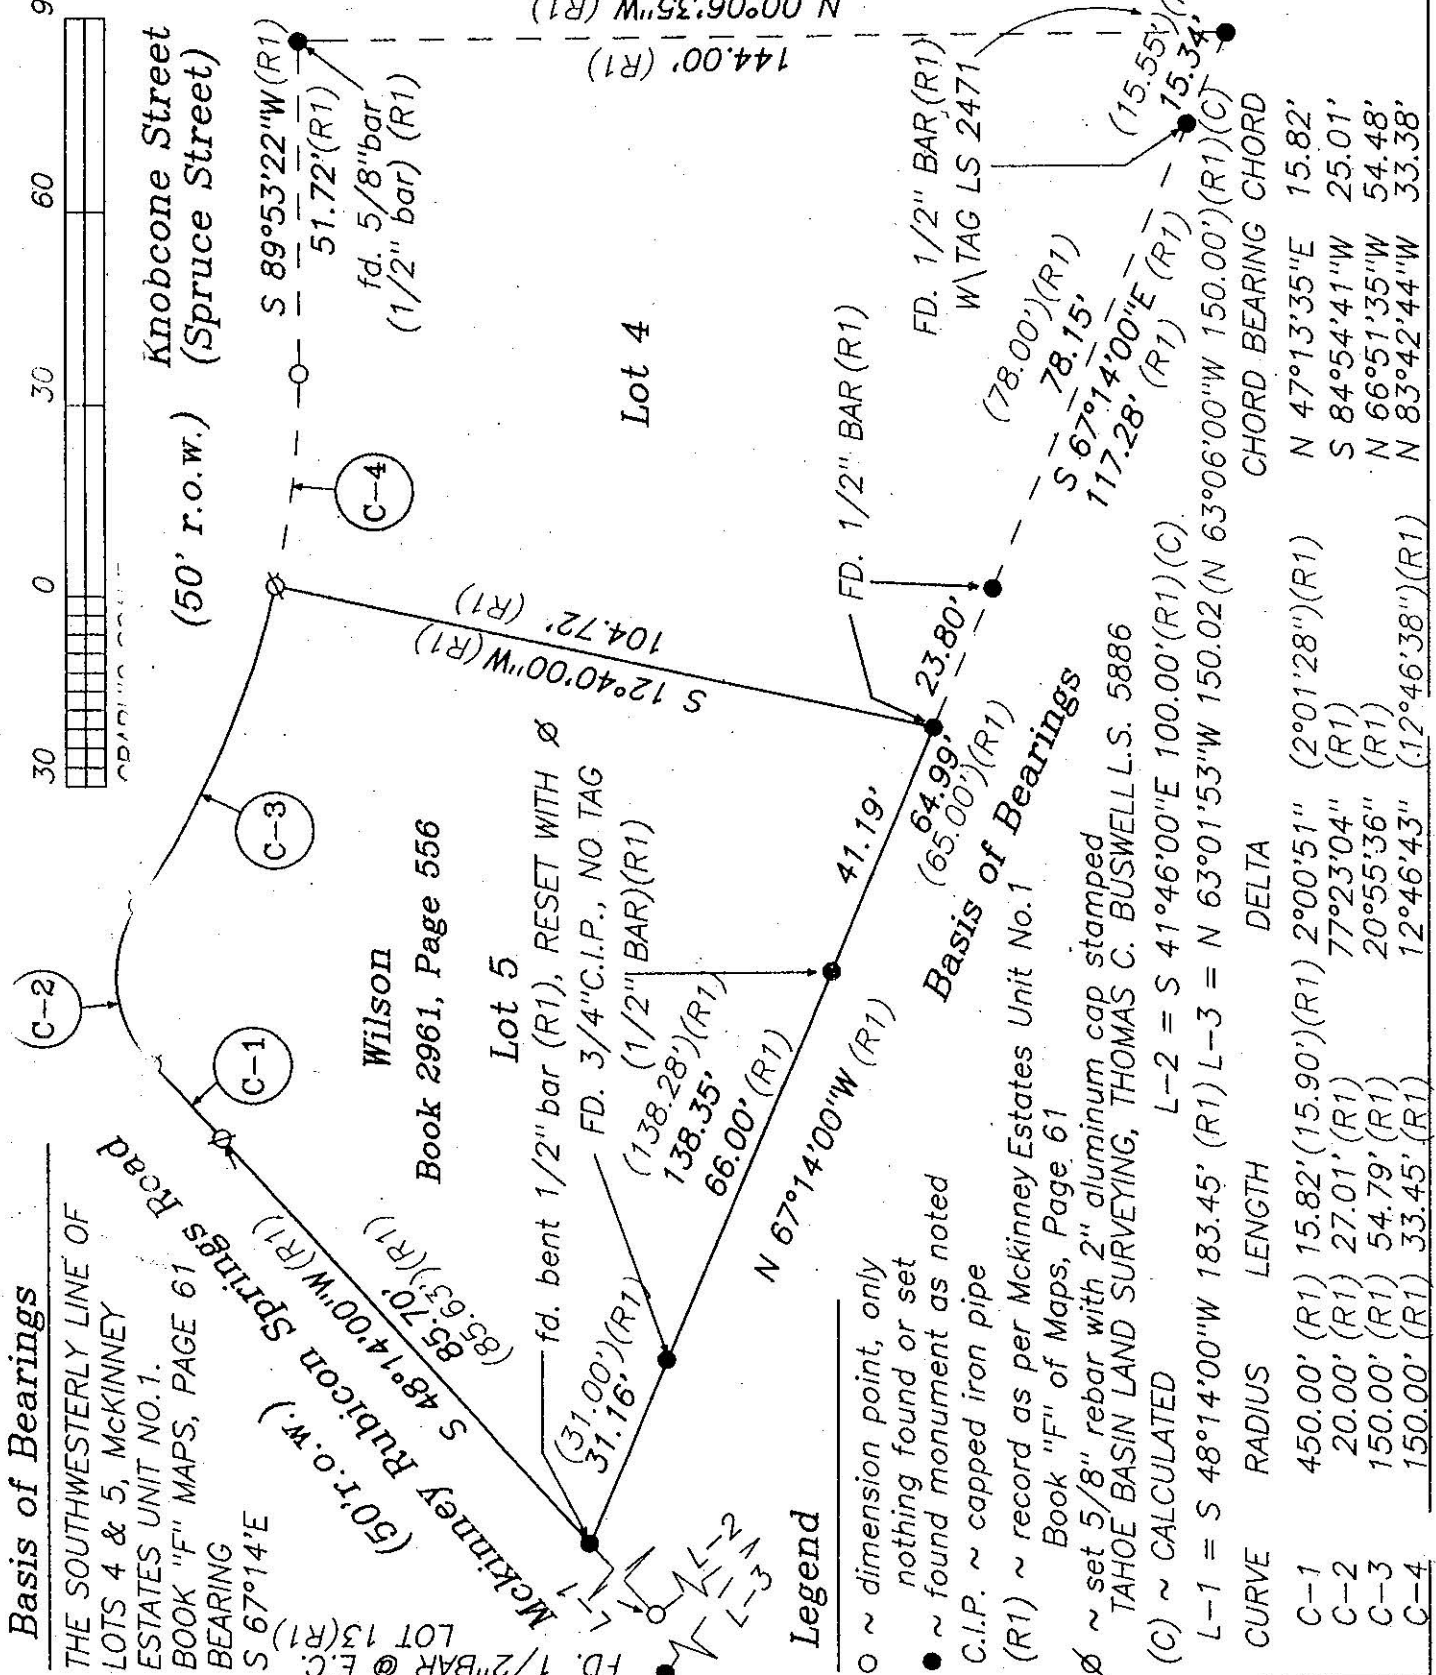 Basis of Bearings
THE SOUTHWESTERLY LINE OF
LOTS 4 & 5, McKINNEY
ESTATES UNIT NO.1.
BOOK "F" MAPS, PAGE 61
BEARING
S 67°14'E
30
0
30
60
9
Knobcone Street
(Spruce Street)
(50' r.o.w.)
S 89°53'22"W(R1)
51.72'(R1)
fd. 5/8"bar
(1/2" bar) (R1)
N 00°06'35"W (R1)
144.00' (R1)
C-2
C-1
C-3
C-4
Mckinney Rubicon Springs Road
(50'r.o.w.)
S 48°14'00"W (R1)
85.70'
(85.63')(R1)
Wilson
Book 2961, Page 556
Lot 5
Lot 4
S 12°40'00"W(R1)
104.72' (R1)
fd. bent 1/2" bar (R1), RESET WITH Ø
FD. 3/4"C.I.P., NO TAG
(1/2" BAR)(R1)
FD. 1/2" BAR(R1)
FD. 1/2" BAR(R1)
W\TAG LS 2471
(15.55')
15.34'
(31.00')(R1)
31.16'
(138.28')(R1)
138.35'
66.00' (R1)
41.19'
64.99'
(65.00')(R1)
23.80'
(78.00')(R1)
78.15'
S 67°14'00"E (R1)
117.28' (R1)
N 67°14'00"W (R1)
Basis of Bearings
FD. 1/2"BAR @ E.C.
LOT 13(R1)
L-1
L-2
L-3
Legend
○ ~ dimension point, only
nothing found or set
● ~ found monument as noted
C.I.P. ~ capped iron pipe
(R1) ~ record as per Mckinney Estates Unit No.1
Book "F" of Maps, Page 61
Ø ~ set 5/8" rebar with 2" aluminum cap stamped
TAHOE BASIN LAND SURVEYING, THOMAS C. BUSWELL L.S. 5886
(C) ~ CALCULATED
L-2 = S 41°46'00"E 100.00'(R1)(C)
L-1 = S 48°14'00"W 183.45' (R1) L-3 = N 63°01'53"W 150.02(N 63°06'00"W 150.00')(R1)(C)
CURVE RADIUS LENGTH DELTA CHORD BEARING CHORD
C-1 450.00' (R1) 15.82'(15.90')(R1) 2°00'51" (2°01'28")(R1) N 47°13'35"E 15.82'
C-2 20.00' (R1) 27.01' (R1) 77°23'04" (R1) S 84°54'41"W 25.01'
C-3 150.00' (R1) 54.79' (R1) 20°55'36" (R1) N 66°51'35"W 54.48'
C-4 150.00' (R1) 33.45' (R1) 12°46'43" (12°46'38")(R1) N 83°42'44"W 33.38'